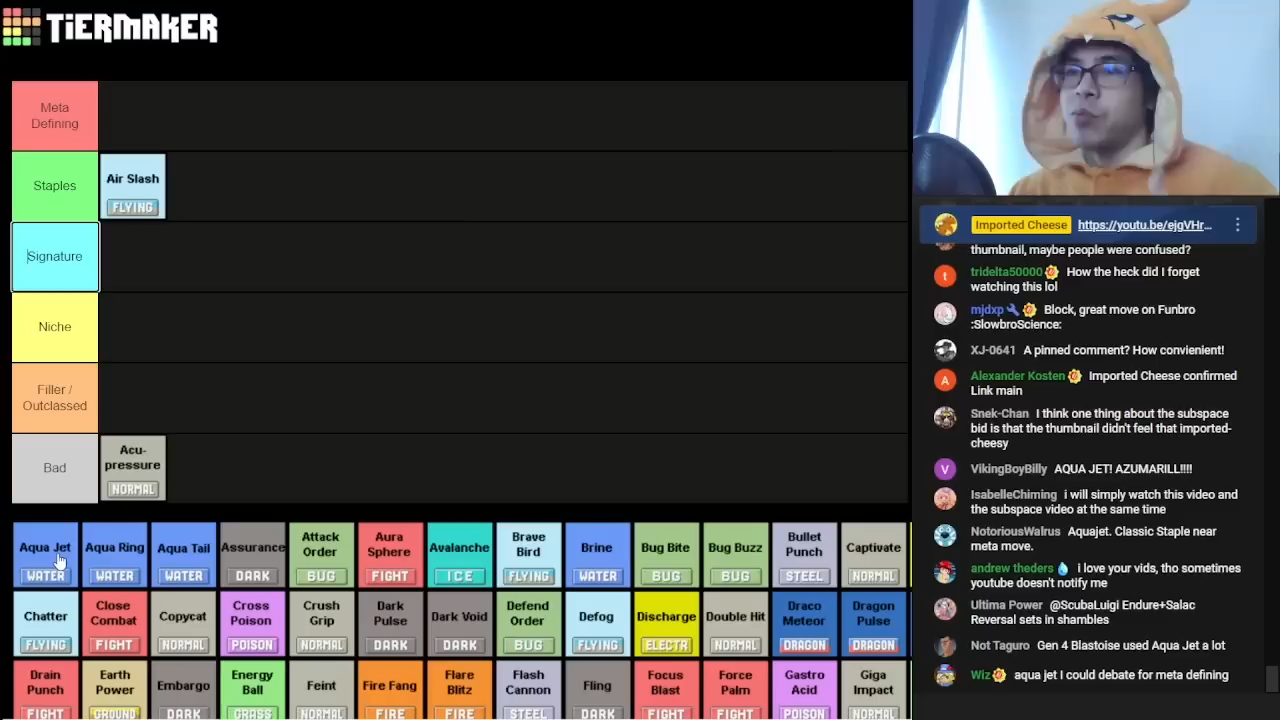 TiERMAKER
Meta
Defining
Staples
Air Slash
FLYING
Signature
Niche
Filler /
Outclassed
Bad
Acu-
pressure
NORMAL
Aqua Jet
WATER
Aqua Ring
WATER
Aqua Tail
WATER
Assurance
DARK
Attack
Order
BUG
Aura
Sphere
FIGHT
Avalanche
ICE
Brave
Bird
FLYING
Brine
WATER
Bug Bite
BUG
Bug Buzz
BUG
Bullet
Punch
STEEL
Captivate
NORMAL
Chatter
FLYING
Close
Combat
FIGHT
Copycat
NORMAL
Cross
Poison
POISON
Crush
Grip
NORMAL
Dark
Pulse
DARK
Dark Void
DARK
Defend
Order
BUG
Defog
FLYING
Discharge
ELECTR
Double Hit
NORMAL
Draco
Meteor
DRAGON
Dragon
Pulse
DRAGON
Drain
Punch
FIGHT
Earth
Power
GROUND
Embargo
DARK
Energy
Ball
GRASS
Feint
NORMAL
Fire Fang
FIRE
Flare
Blitz
FIRE
Flash
Cannon
STEEL
Fling
DARK
Focus
Blast
FIGHT
Force
Palm
FIGHT
Gastro
Acid
POISON
Giga
Impact
NORMAL
Imported Cheese https://youtu.be/ejgVHr...
thumbnail, maybe people were confused?
tridelta50000 How the heck did I forget
watching this lol
mjdxp Block, great move on Funbro
:SlowbroScience:
XJ-0641 A pinned comment? How convienient!
Alexander Kosten Imported Cheese confirmed
Link main
Snek-Chan I think one thing about the subspace
bid is that the thumbnail didn't feel that imported-
cheesy
VikingBoyBilly AQUA JET! AZUMARILL!!!!
IsabelleChiming i will simply watch this video and
the subspace video at the same time
NotoriousWalrus Aquajet. Classic Staple near
meta move.
andrew theders i love your vids, tho sometimes
youtube doesn't notify me
Ultima Power @ScubaLuigi Endure+Salac
Reversal sets in shambles
Not Taguro Gen 4 Blastoise used Aqua Jet a lot
Wiz aqua jet I could debate for meta defining